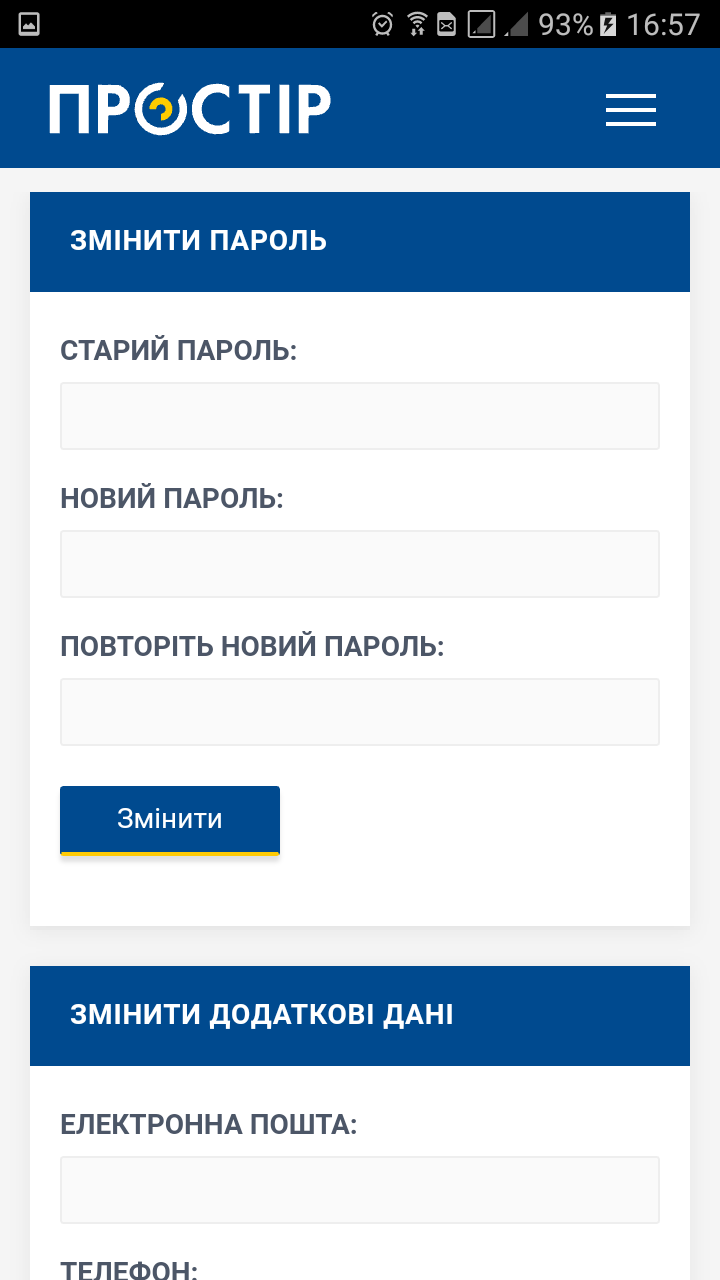 93% 16:57
ПРОСТІР
ЗМІНИТИ ПАРОЛЬ
СТАРИЙ ПАРОЛЬ:
НОВИЙ ПАРОЛЬ:
ПОВТОРІТЬ НОВИЙ ПАРОЛЬ:
Змінити
ЗМІНИТИ ДОДАТКОВІ ДАНІ
ЕЛЕКТРОННА ПОШТА:
ТЕЛЕФОН: